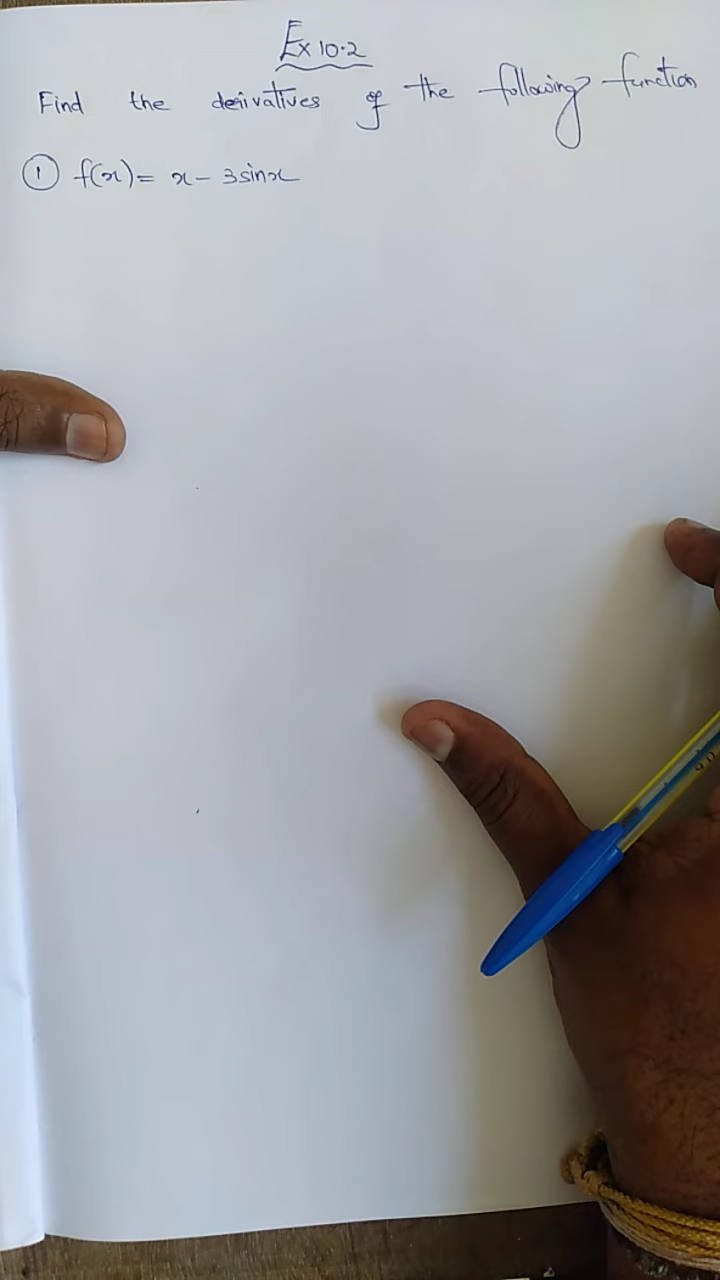 Ex 10.2
Find the derivatives of the following function
① f(x) = x - 3sinx